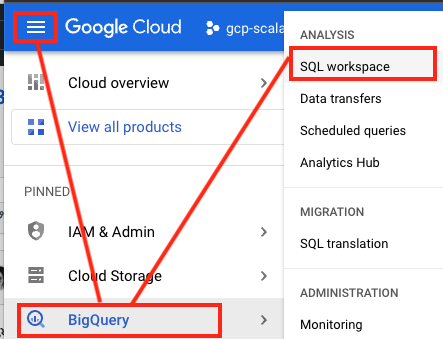 Google Cloud
gcp-scala
Cloud overview
View all products
PINNED
IAM & Admin
Cloud Storage
BigQuery
ANALYSIS
SQL workspace
Data transfers
Scheduled queries
Analytics Hub
MIGRATION
SQL translation
ADMINISTRATION
Monitoring